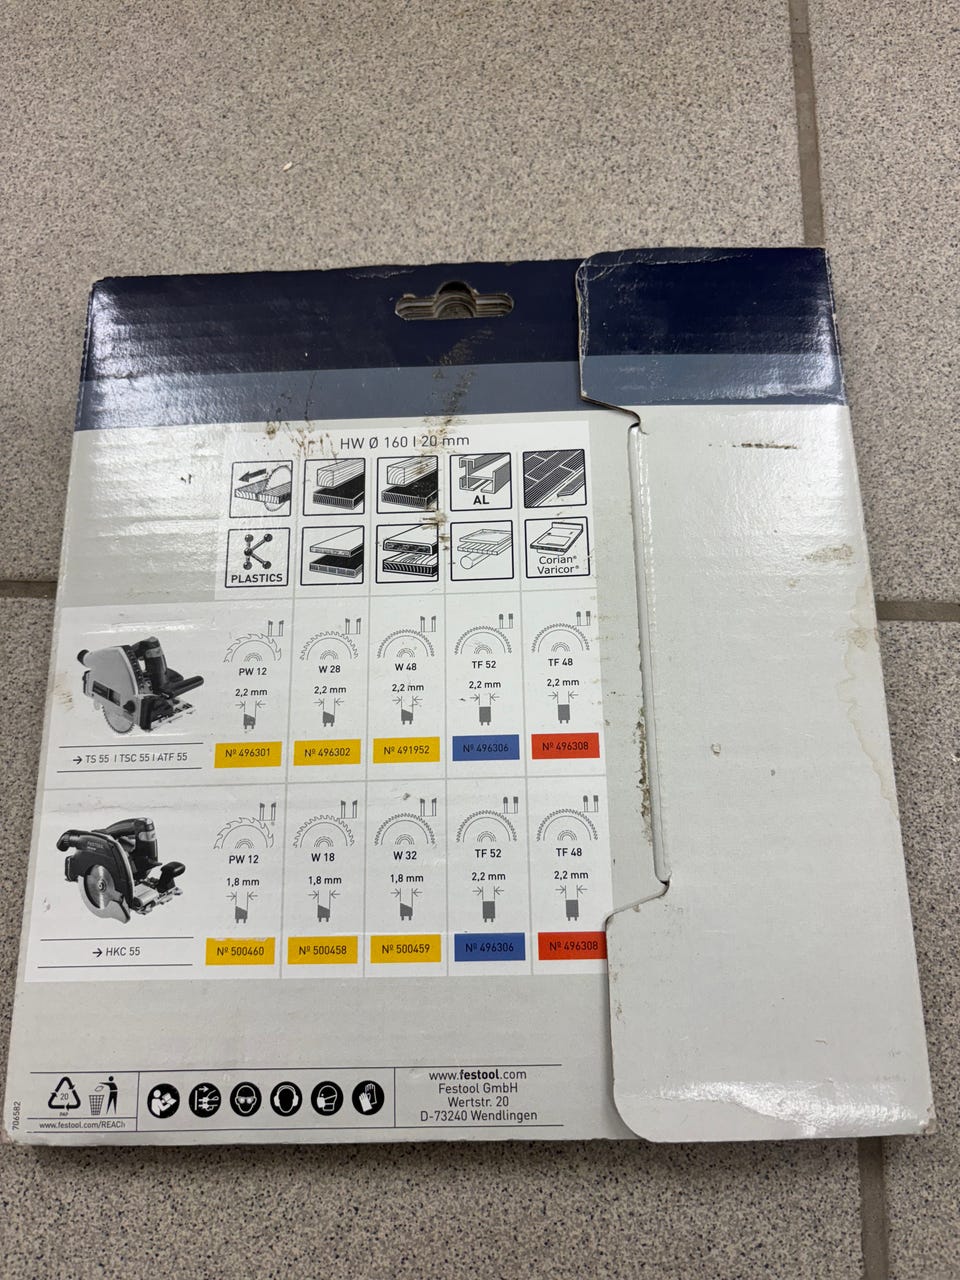 HW Ø 160 | 20 mm
AL
PLASTICS
Corian®
Varicor®
PW 12 W 28 W 48 TF 52 TF 48
2,2 mm 2,2 mm 2,2 mm 2,2 mm 2,2 mm
→ TS 55 | TSC 55 | ATF 55 Nº 496301 Nº 496302 Nº 491952 Nº 496306 Nº 496308
PW 12 W 18 W 32 TF 52 TF 48
1,8 mm 1,8 mm 1,8 mm 2,2 mm 2,2 mm
→ HKC 55 Nº 500460 Nº 500458 Nº 500459 Nº 496306 Nº 496308
706582
20
PAP
www.festool.com/REACh
www.festool.com
Festool GmbH
Wertstr. 20
D-73240 Wendlingen